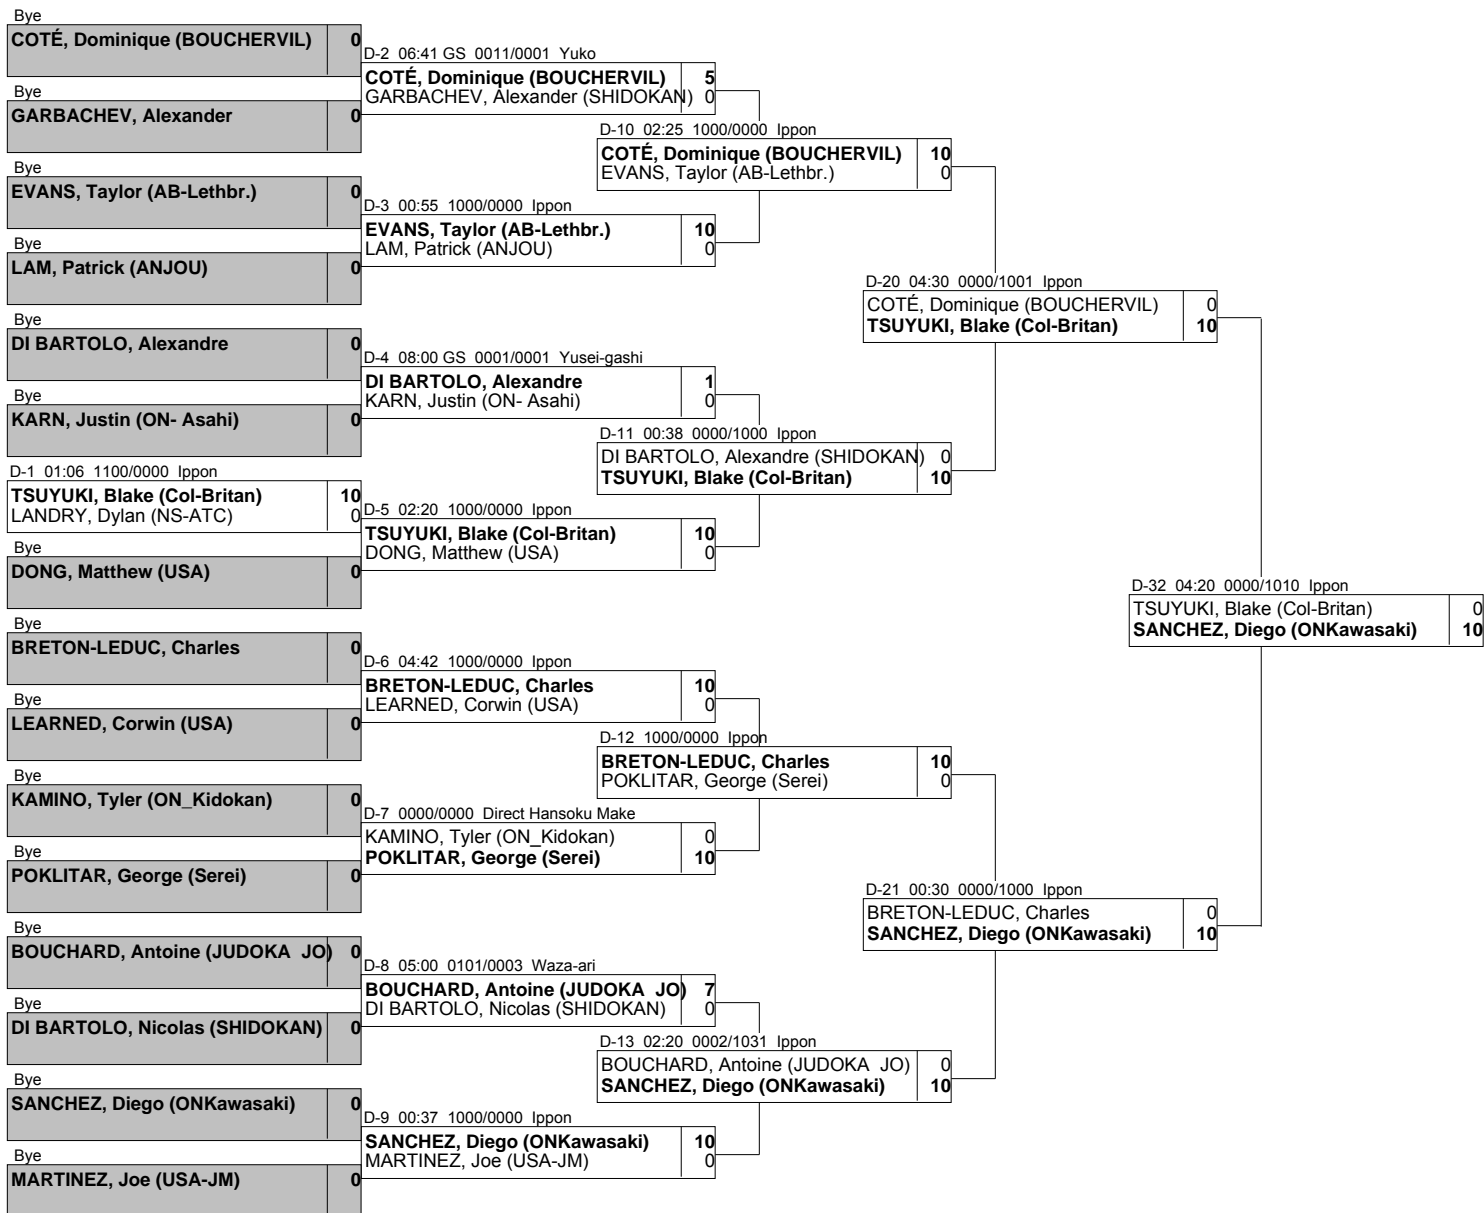 Bye
COTÉ, Dominique (BOUCHERVIL) 0
Bye
GARBACHEV, Alexander 0
Bye
EVANS, Taylor (AB-Lethbr.) 0
Bye
LAM, Patrick (ANJOU) 0
Bye
DI BARTOLO, Alexandre 0
Bye
KARN, Justin (ON- Asahi) 0
D-1 01:06 1100/0000 Ippon
TSUYUKI, Blake (Col-Britan) 10
LANDRY, Dylan (NS-ATC) 0
Bye
DONG, Matthew (USA) 0
Bye
BRETON-LEDUC, Charles 0
Bye
LEARNED, Corwin (USA) 0
Bye
KAMINO, Tyler (ON_Kidokan) 0
Bye
POKLITAR, George (Serei) 0
Bye
BOUCHARD, Antoine (JUDOKA JO) 0
Bye
DI BARTOLO, Nicolas (SHIDOKAN) 0
Bye
SANCHEZ, Diego (ONKawasaki) 0
Bye
MARTINEZ, Joe (USA-JM) 0
D-2 06:41 GS 0011/0001 Yuko
COTÉ, Dominique (BOUCHERVIL) 5
GARBACHEV, Alexander (SHIDOKAN) 0
D-3 00:55 1000/0000 Ippon
EVANS, Taylor (AB-Lethbr.) 10
LAM, Patrick (ANJOU) 0
D-4 08:00 GS 0001/0001 Yusei-gashi
DI BARTOLO, Alexandre 1
KARN, Justin (ON- Asahi) 0
D-5 02:20 1000/0000 Ippon
TSUYUKI, Blake (Col-Britan) 10
DONG, Matthew (USA) 0
D-6 04:42 1000/0000 Ippon
BRETON-LEDUC, Charles 10
LEARNED, Corwin (USA) 0
D-7 0000/0000 Direct Hansoku Make
KAMINO, Tyler (ON_Kidokan) 0
POKLITAR, George (Serei) 10
D-8 05:00 0101/0003 Waza-ari
BOUCHARD, Antoine (JUDOKA JO) 7
DI BARTOLO, Nicolas (SHIDOKAN) 0
D-9 00:37 1000/0000 Ippon
SANCHEZ, Diego (ONKawasaki) 10
MARTINEZ, Joe (USA-JM) 0
D-10 02:25 1000/0000 Ippon
COTÉ, Dominique (BOUCHERVIL) 10
EVANS, Taylor (AB-Lethbr.) 0
D-11 00:38 0000/1000 Ippon
DI BARTOLO, Alexandre (SHIDOKAN) 0
TSUYUKI, Blake (Col-Britan) 10
D-12 1000/0000 Ippon
BRETON-LEDUC, Charles 10
POKLITAR, George (Serei) 0
D-13 02:20 0002/1031 Ippon
BOUCHARD, Antoine (JUDOKA JO) 0
SANCHEZ, Diego (ONKawasaki) 10
D-20 04:30 0000/1001 Ippon
COTÉ, Dominique (BOUCHERVIL) 0
TSUYUKI, Blake (Col-Britan) 10
D-21 00:30 0000/1000 Ippon
BRETON-LEDUC, Charles 0
SANCHEZ, Diego (ONKawasaki) 10
D-32 04:20 0000/1010 Ippon
TSUYUKI, Blake (Col-Britan) 0
SANCHEZ, Diego (ONKawasaki) 10